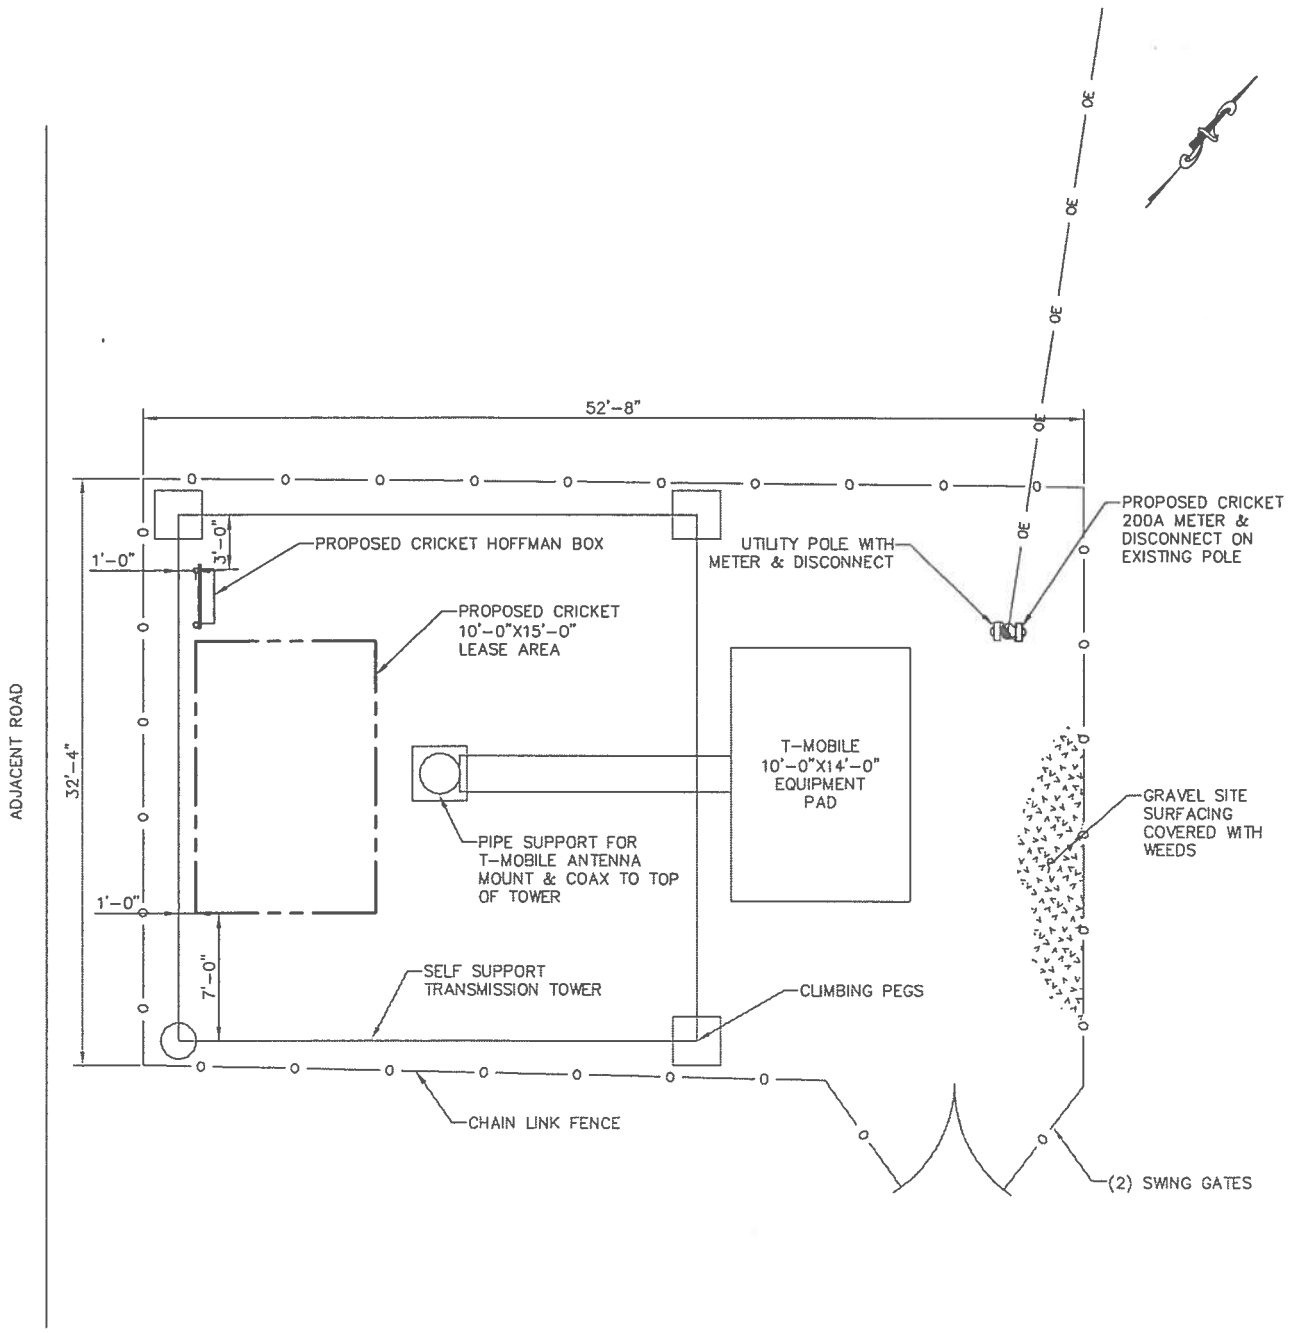 OE
OE
OE
OE
52'-8"
OE
PROPOSED CRICKET
200A METER &
DISCONNECT ON
EXISTING POLE
UTILITY POLE WITH
METER & DISCONNECT
3'-0"
PROPOSED CRICKET HOFFMAN BOX
1'-0"
PROPOSED CRICKET
10'-0"X15'-0"
LEASE AREA
ADJACENT ROAD
32'-4"
T-MOBILE
10'-0"X14'-0"
EQUIPMENT
PAD
GRAVEL SITE
SURFACING
COVERED WITH
WEEDS
PIPE SUPPORT FOR
T-MOBILE ANTENNA
MOUNT & COAX TO TOP
OF TOWER
1'-0"
7'-0"
SELF SUPPORT
TRANSMISSION TOWER
CLIMBING PEGS
CHAIN LINK FENCE
(2) SWING GATES